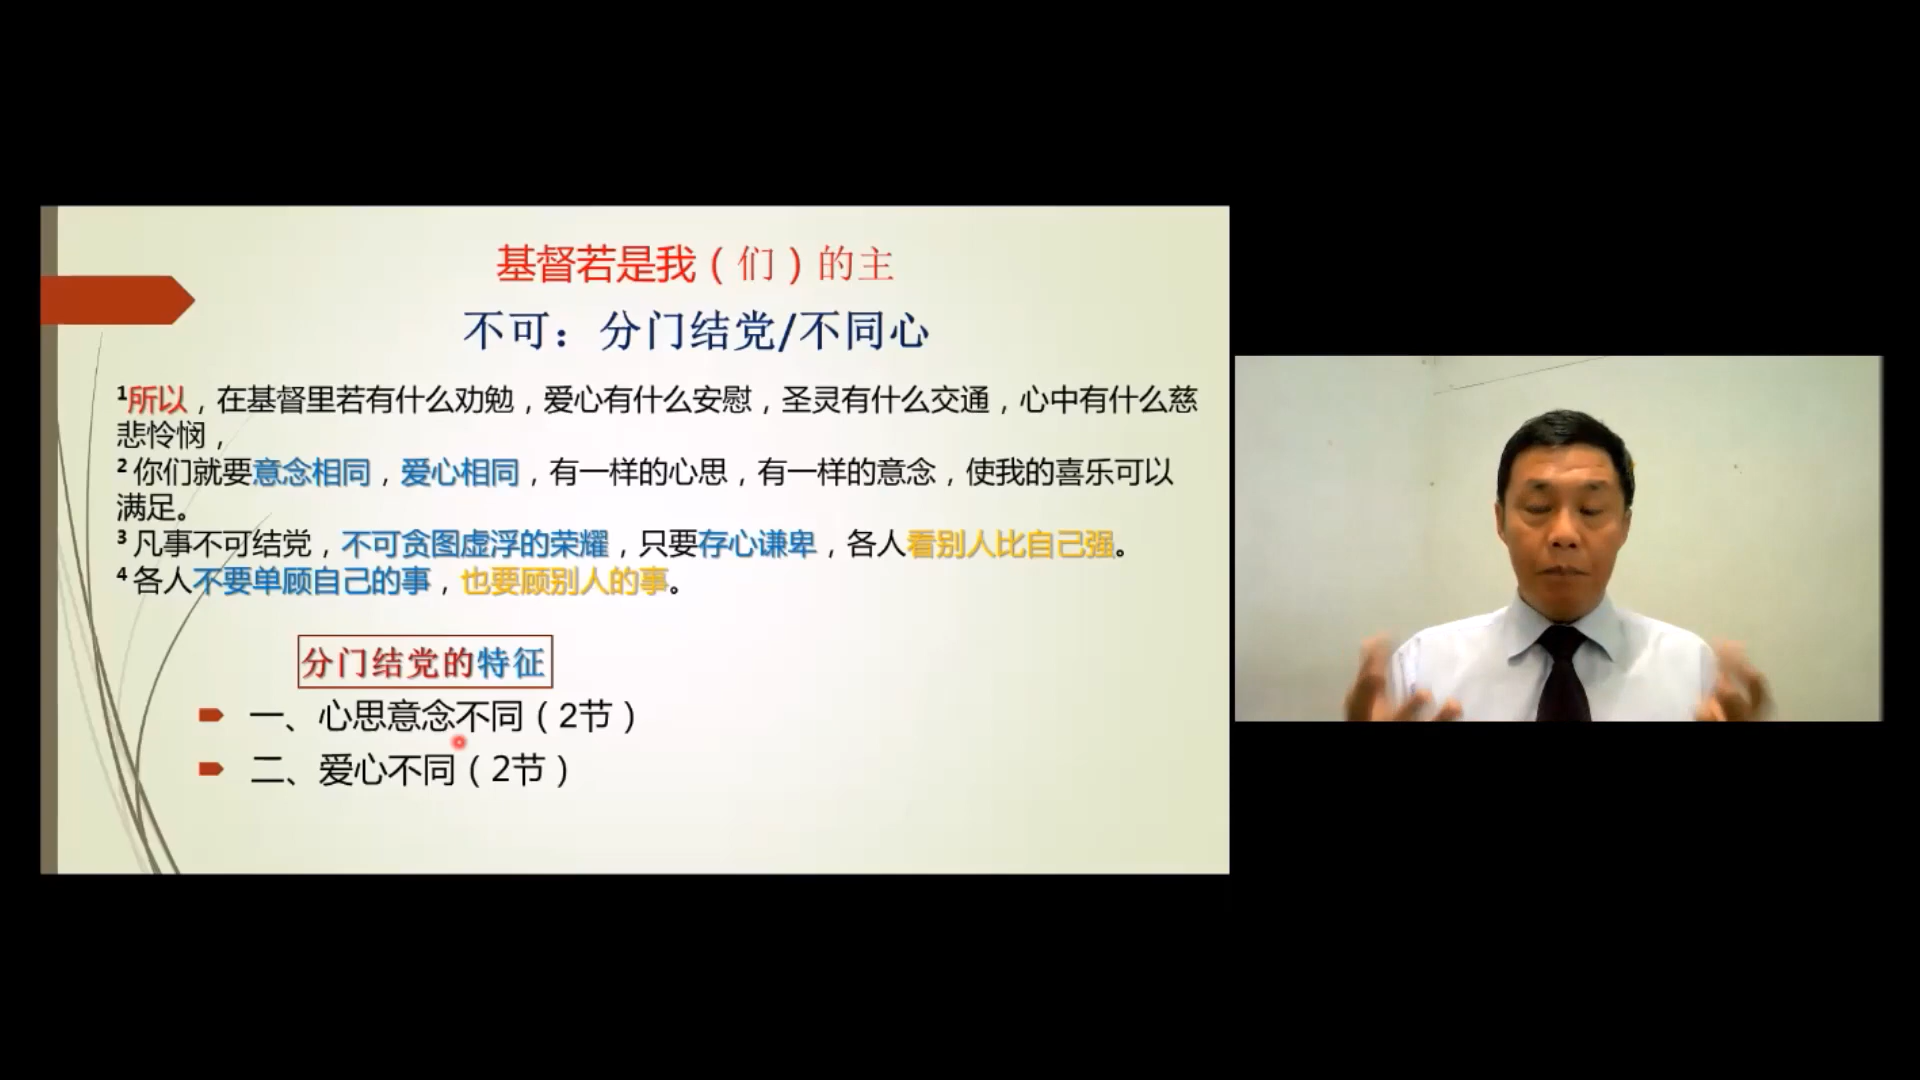 基督若是我（们）的主
不可：分门结党/不同心
1所以，在基督里若有什么劝勉，爱心有什么安慰，圣灵有什么交通，心中有什么慈
悲怜悯，
2 你们就要意念相同，爱心相同，有一样的心思，有一样的意念，使我的喜乐可以
满足。
3 凡事不可结党，不可贪图虚浮的荣耀，只要存心谦卑，各人看别人比自己强。
4 各人不要单顾自己的事，也要顾别人的事。
分门结党的特征
一、心思意念不同（2节）
二、爱心不同（2节）